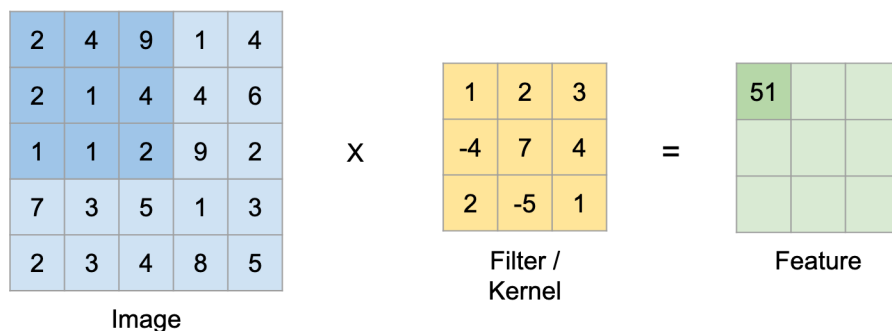 2 4 9 1 4
2 1 4 4 6
1 1 2 9 2
7 3 5 1 3
2 3 4 8 5
Image
X
1 2 3
-4 7 4
2 -5 1
Filter /
Kernel
=
51
Feature